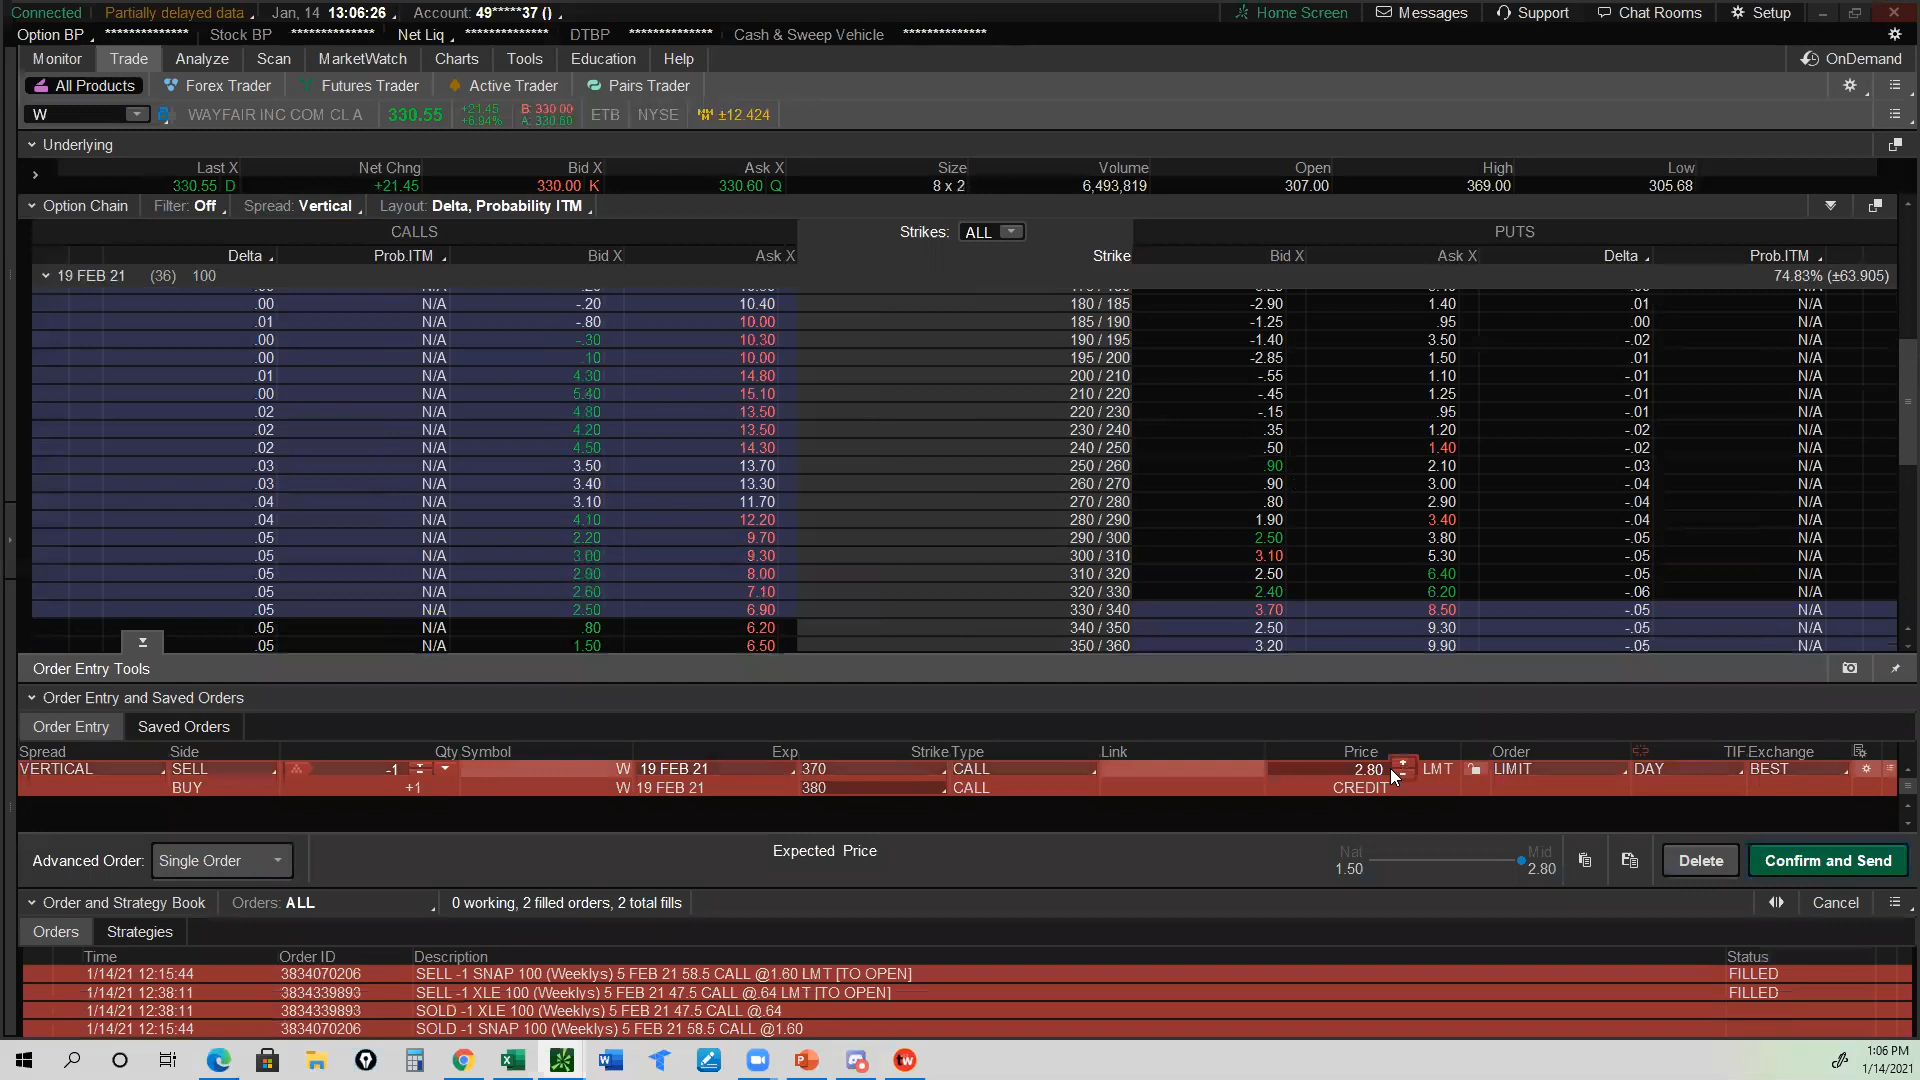 Connected Partially delayed data Jan, 14 13:06:26 Account: 49*****37 () Home Screen Messages Support Chat Rooms Setup
Option BP ************** Stock BP ************** Net Liq ************** DTBP ************** Cash & Sweep Vehicle **************
Monitor Trade Analyze Scan MarketWatch Charts Tools Education Help OnDemand
All Products Forex Trader Futures Trader Active Trader Pairs Trader
W WAYFAIR INC COM CL A 330.55 +21.45 +6.94% B: 330.00 A: 330.60 ETB NYSE ±12.424
Underlying
Last X Net Chng Bid X Ask X Size Volume Open High Low
330.55 D +21.45 330.00 K 330.60 Q 8 x 2 6,493,819 307.00 369.00 305.68
Option Chain Filter: Off Spread: Vertical Layout: Delta, Probability ITM
CALLS Strikes: ALL PUTS
Delta Prob.ITM Bid X Ask X Strike Bid X Ask X Delta Prob.ITM
19 FEB 21 (36) 100 74.83% (±63.905)
.00 N/A -.20 10.40 180 / 185 -2.90 1.40 .01 N/A
.01 N/A -.80 10.00 185 / 190 -1.25 .95 .00 N/A
.00 N/A -.30 10.30 190 / 195 -1.40 3.50 -.02 N/A
.00 N/A .10 10.00 195 / 200 -2.85 1.50 .01 N/A
.01 N/A 4.30 14.80 200 / 210 -.55 1.10 -.01 N/A
.00 N/A 5.40 15.10 210 / 220 -.45 1.25 -.01 N/A
.02 N/A 4.80 13.50 220 / 230 -.15 .95 -.01 N/A
.02 N/A 4.20 13.50 230 / 240 .35 1.20 -.02 N/A
.02 N/A 4.50 14.30 240 / 250 .50 1.40 -.02 N/A
.03 N/A 3.50 13.70 250 / 260 .90 2.10 -.03 N/A
.03 N/A 3.40 13.30 260 / 270 .90 3.00 -.04 N/A
.04 N/A 3.10 11.70 270 / 280 .80 2.90 -.04 N/A
.04 N/A 4.10 12.20 280 / 290 1.90 3.40 -.04 N/A
.05 N/A 2.20 9.70 290 / 300 2.50 3.80 -.05 N/A
.05 N/A 3.00 9.30 300 / 310 3.10 5.30 -.05 N/A
.05 N/A 2.90 8.00 310 / 320 2.50 6.40 -.05 N/A
.05 N/A 2.60 7.10 320 / 330 2.40 6.20 -.06 N/A
.05 N/A 2.50 6.90 330 / 340 3.70 8.50 -.05 N/A
.05 N/A .80 6.20 340 / 350 2.50 9.30 -.05 N/A
.05 N/A 1.50 6.50 350 / 360 3.20 9.90 -.05 N/A
Order Entry Tools
Order Entry and Saved Orders
Order Entry Saved Orders
Spread Side Qty Symbol Exp Strike Type Link Price Order TIF Exchange
VERTICAL SELL -1 W 19 FEB 21 370 CALL 2.80 LMT LIMIT DAY BEST
BUY +1 W 19 FEB 21 380 CALL CREDIT
Advanced Order: Single Order Expected Price Nat 1.50 Mid 2.80 Delete Confirm and Send
Order and Strategy Book Orders: ALL 0 working, 2 filled orders, 2 total fills Cancel
Orders Strategies
Time Order ID Description Status
1/14/21 12:15:44 3834070206 SELL -1 SNAP 100 (Weeklys) 5 FEB 21 58.5 CALL @1.60 LMT [TO OPEN] FILLED
1/14/21 12:38:11 3834339893 SELL -1 XLE 100 (Weeklys) 5 FEB 21 47.5 CALL @.64 LMT [TO OPEN] FILLED
1/14/21 12:38:11 3834339893 SOLD -1 XLE 100 (Weeklys) 5 FEB 21 47.5 CALL @.64
1/14/21 12:15:44 3834070206 SOLD -1 SNAP 100 (Weeklys) 5 FEB 21 58.5 CALL @1.60
1:06 PM
1/14/2021